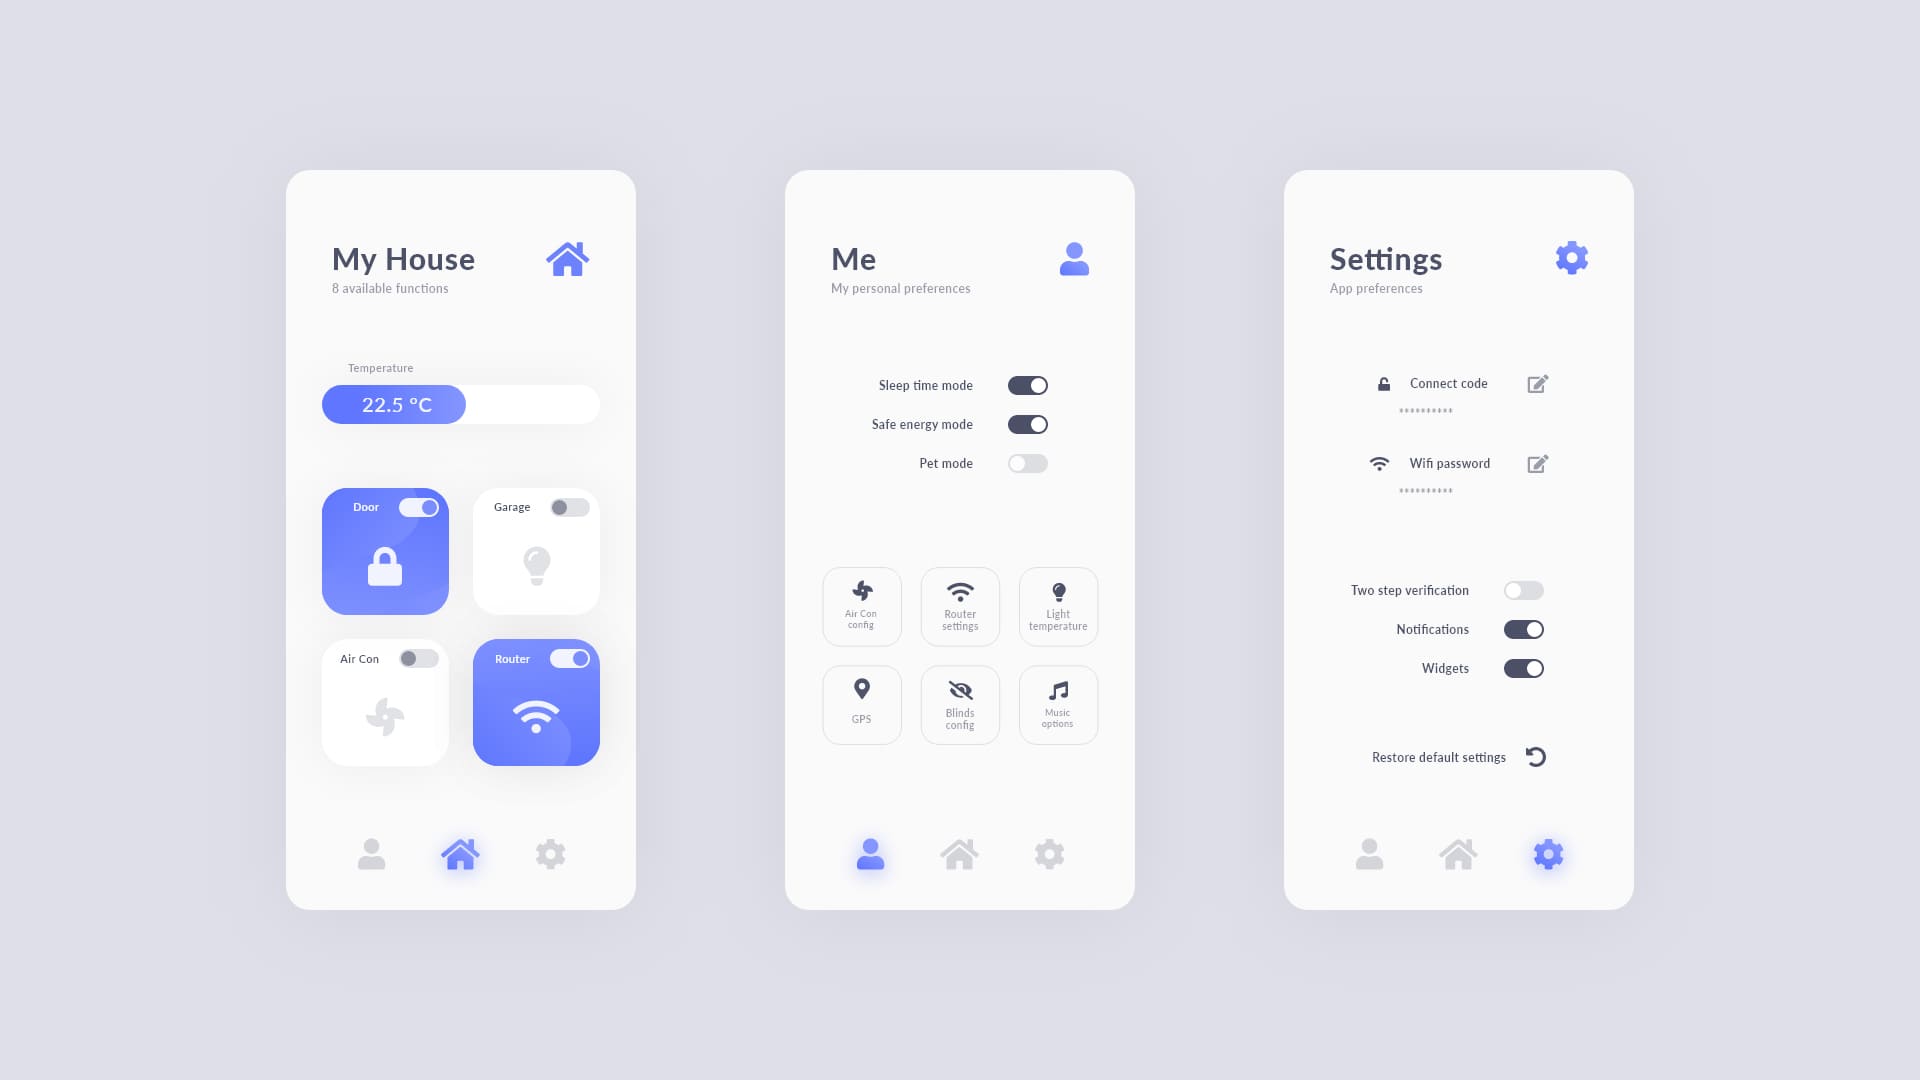 My House
8 available functions
Temperature
22.5 °C
Door
Garage
Air Con
Router
Me
My personal preferences
Sleep time mode
Safe energy mode
Pet mode
Air Con
config
Router
settings
Light
temperature
GPS
Blinds
config
Music
options
Settings
App preferences
Connect code
**********
Wifi password
**********
Two step verification
Notifications
Widgets
Restore default settings